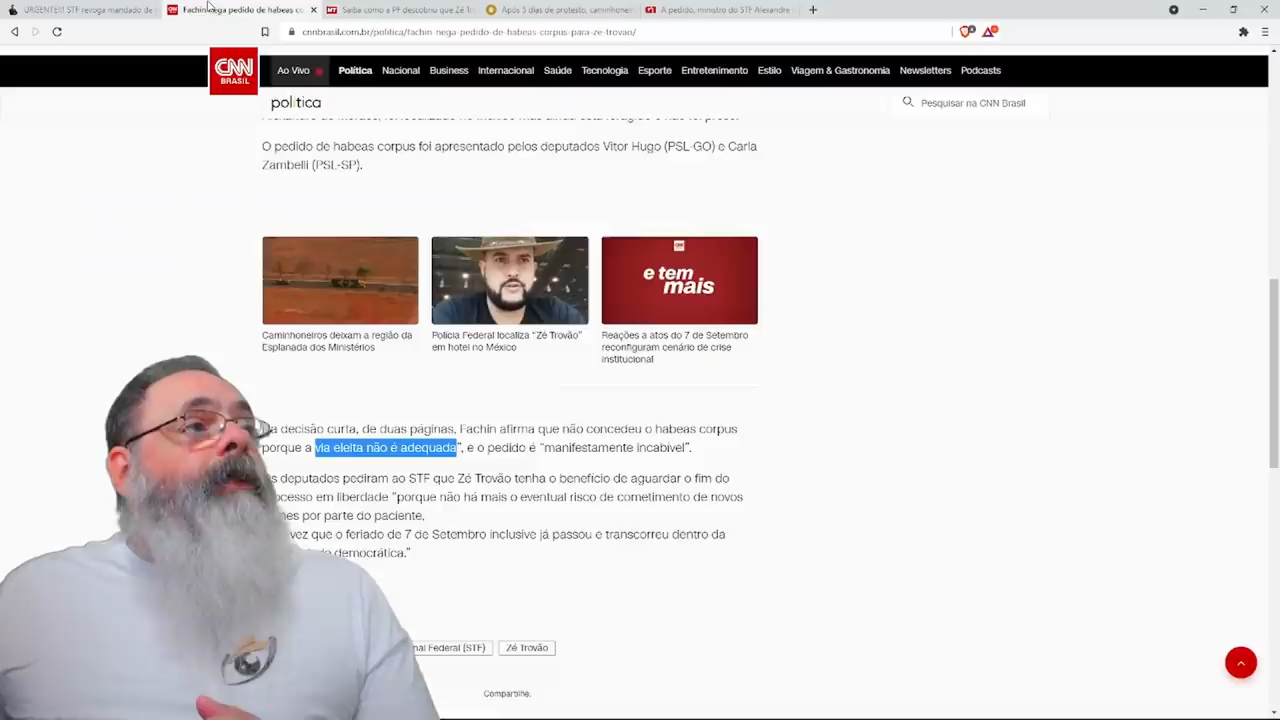 URGENTE!!! STF revoga mandado de
Fachin nega pedido de habeas co
Saiba como a PF descobriu que Zé Tr
Após 5 dias de protesto, caminhonei
A pedido, ministro do STF Alexandre
cnnbrasil.com.br/politica/fachin-nega-pedido-de-habeas-corpus-para-ze-trovao/
CNN BRASIL
Ao Vivo Política Nacional Business Internacional Saúde Tecnologia Esporte Entretenimento Estilo Viagem & Gastronomia Newsletters Podcasts
política
Pesquisar na CNN Brasil
O pedido de habeas corpus foi apresentado pelos deputados Vitor Hugo (PSL-GO) e Carla
Zambelli (PSL-SP).
CNN
e tem
mais
Caminhoneiros deixam a região da
Esplanada dos Ministérios
Polícia Federal localiza "Zé Trovão"
em hotel no México
Reações a atos do 7 de Setembro
reconfiguram cenário de crise
institucional
decisão curta, de duas páginas, Fachin afirma que não concedeu o habeas corpus
porque a via eleita não é adequada”, e o pedido é “manifestamente incabível”.
deputados pediram ao STF que Zé Trovão tenha o benefício de aguardar o fim do
em liberdade “porque não há mais o eventual risco de cometimento de novos
por parte do paciente,
vez que o feriado de 7 de Setembro inclusive já passou e transcorreu dentro da
democrática.”
Federal (STF)
Zé Trovão
Compartilhe: